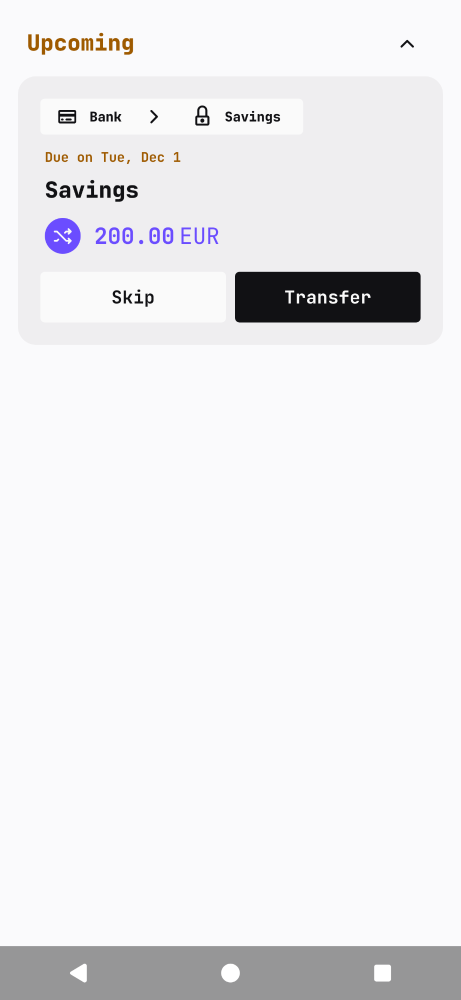 Upcoming
Bank Savings
Due on Tue, Dec 1
Savings
200.00 EUR
Skip Transfer